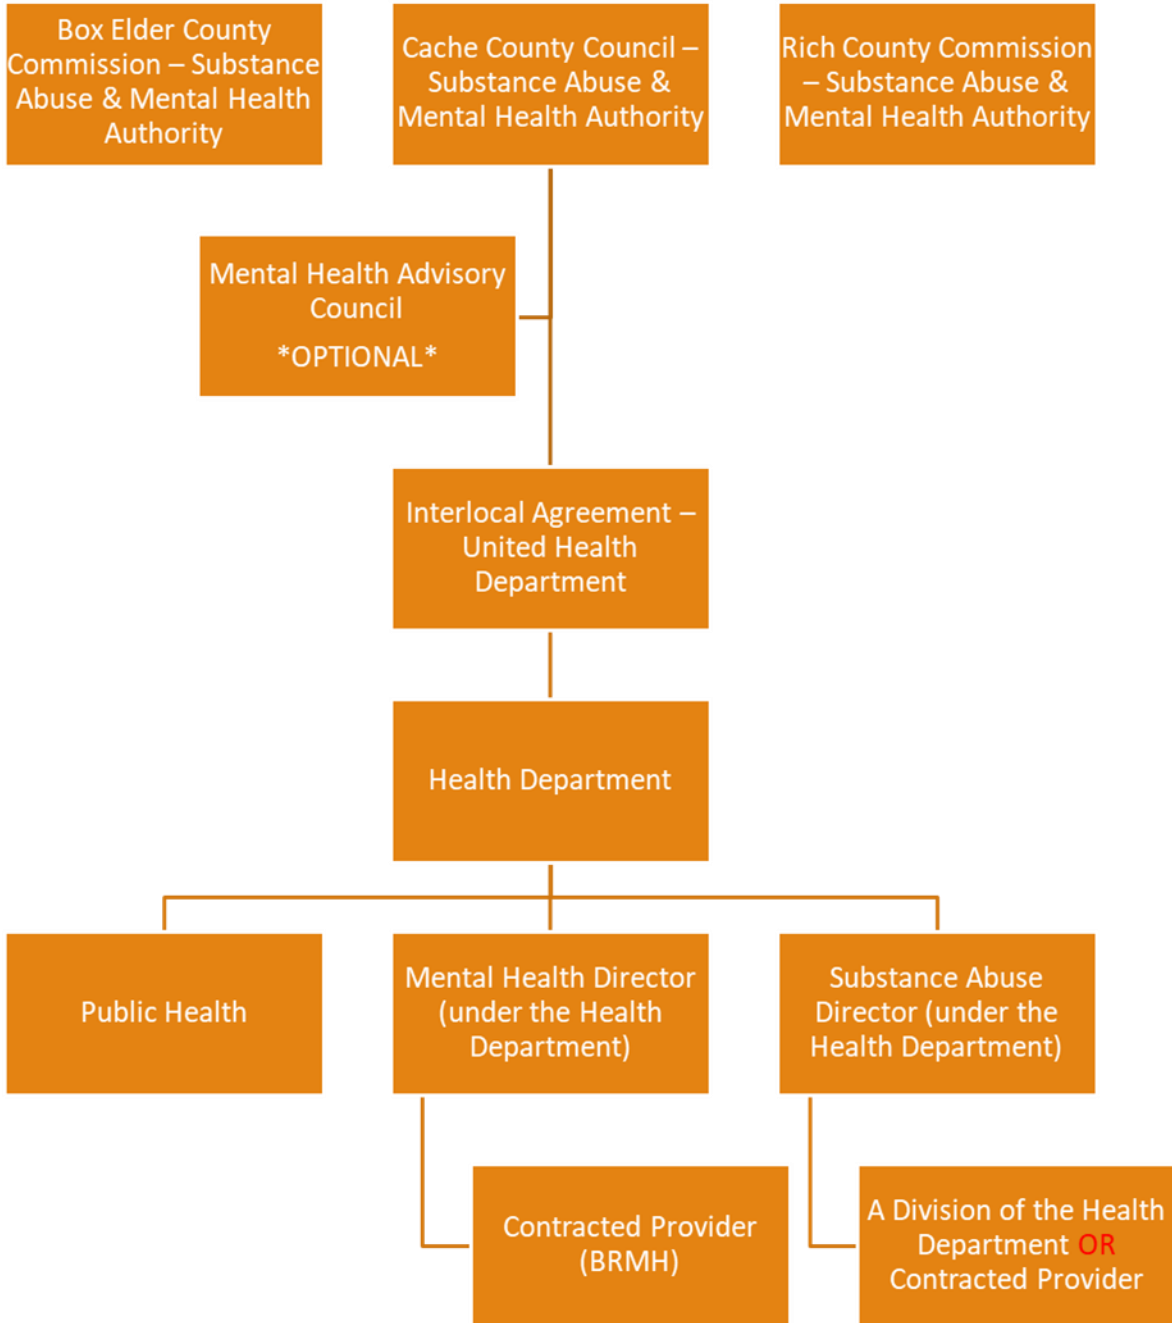 Box Elder County
Commission – Substance
Abuse & Mental Health
Authority
Cache County Council –
Substance Abuse &
Mental Health Authority
Rich County Commission
– Substance Abuse &
Mental Health Authority
Mental Health Advisory
Council
*OPTIONAL*
Interlocal Agreement –
United Health
Department
Health Department
Public Health
Mental Health Director
(under the Health
Department)
Substance Abuse
Director (under the
Health Department)
Contracted Provider
(BRMH)
A Division of the Health
Department OR
Contracted Provider